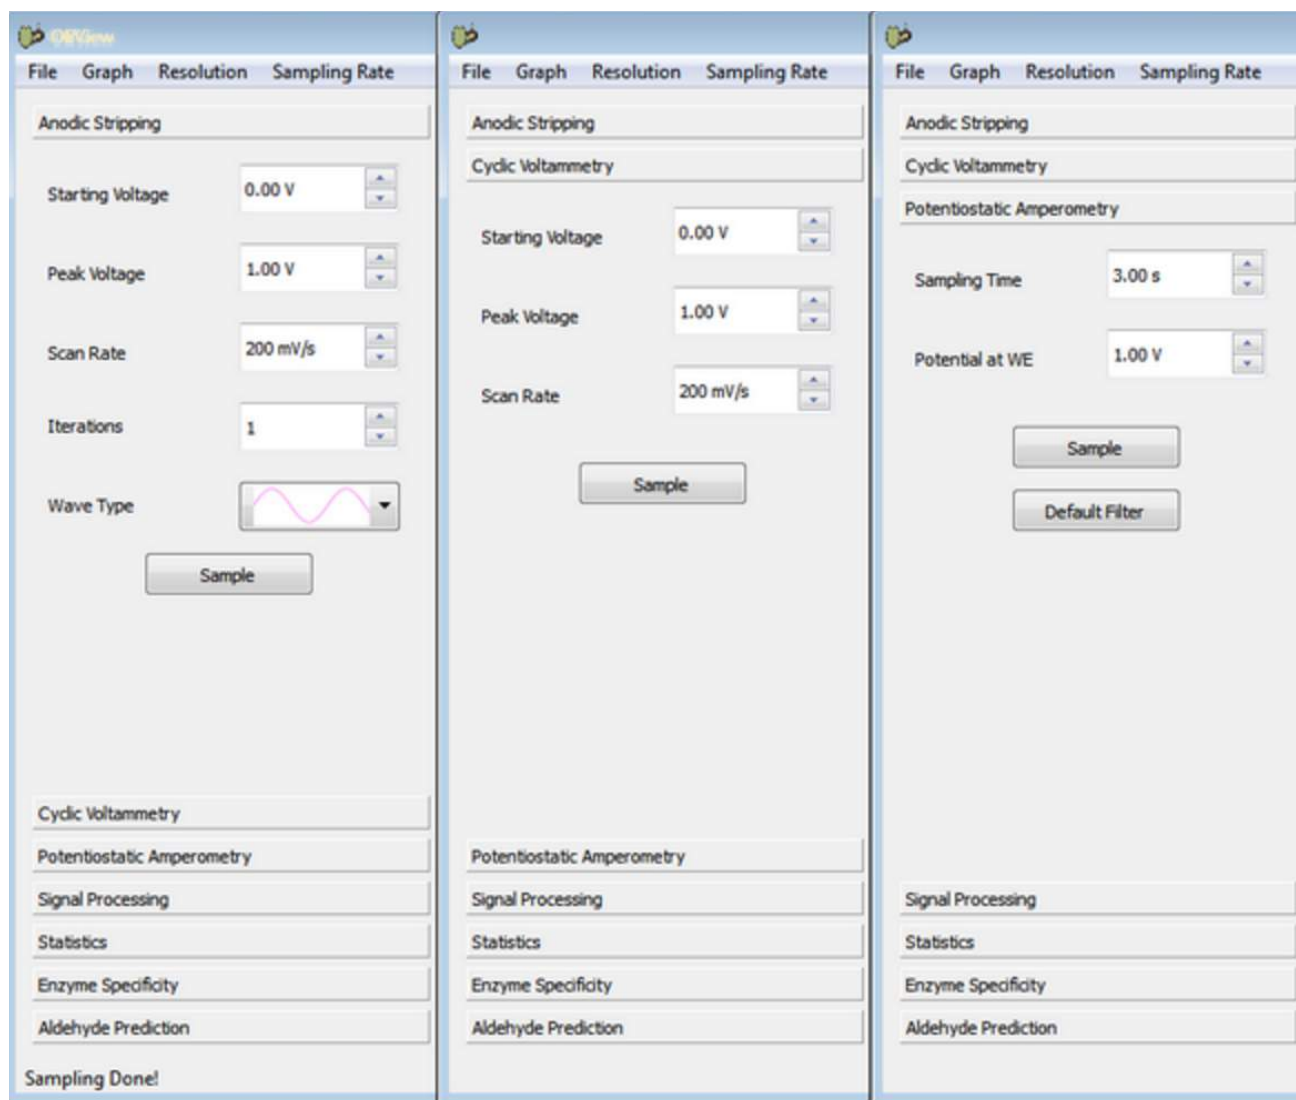 OliView
File Graph Resolution Sampling Rate
Anodic Stripping
Starting Voltage 0.00 V
Peak Voltage 1.00 V
Scan Rate 200 mV/s
Iterations 1
Wave Type
Sample
Cyclic Voltammetry
Potentiostatic Amperometry
Signal Processing
Statistics
Enzyme Specificity
Aldehyde Prediction
Sampling Done!
File Graph Resolution Sampling Rate
Anodic Stripping
Cyclic Voltammetry
Starting Voltage 0.00 V
Peak Voltage 1.00 V
Scan Rate 200 mV/s
Sample
Potentiostatic Amperometry
Signal Processing
Statistics
Enzyme Specificity
Aldehyde Prediction
File Graph Resolution Sampling Rate
Anodic Stripping
Cyclic Voltammetry
Potentiostatic Amperometry
Sampling Time 3.00 s
Potential at WE 1.00 V
Sample
Default Filter
Signal Processing
Statistics
Enzyme Specificity
Aldehyde Prediction